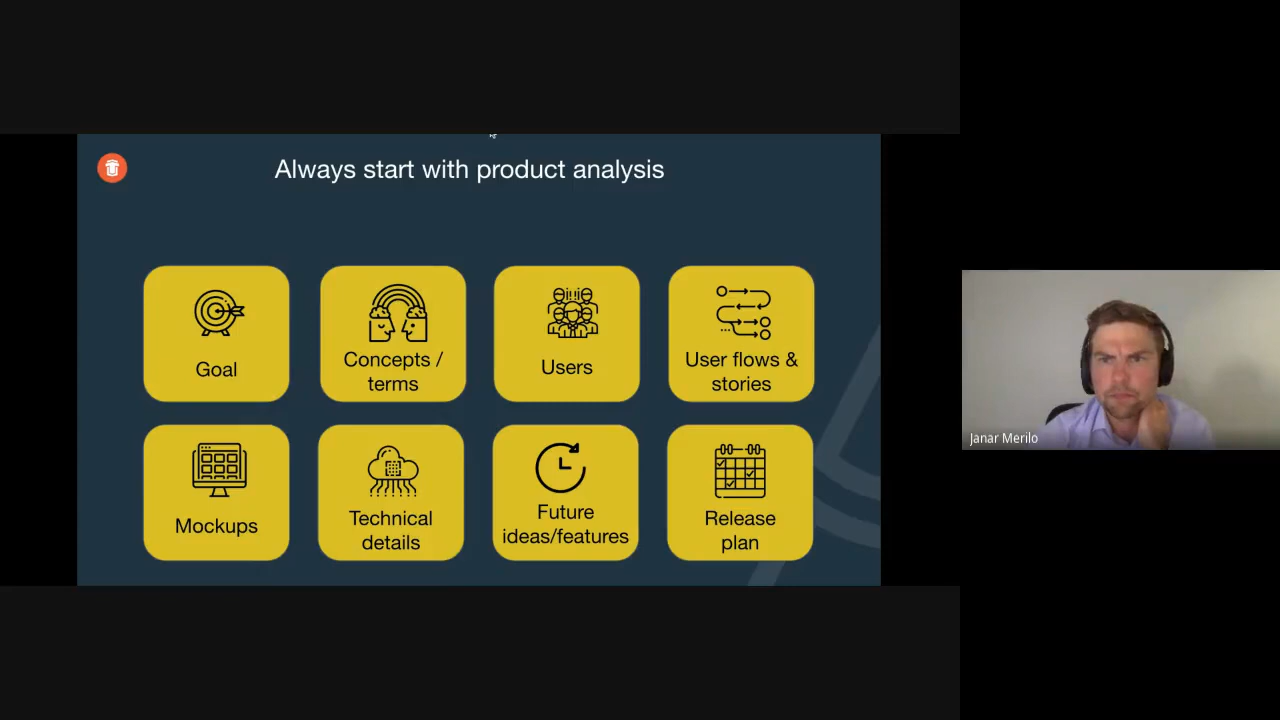 Always start with product analysis
Goal
Concepts /
terms
Users
User flows &
stories
Mockups
Technical
details
Future
ideas/features
Release
plan
Janar Merilo